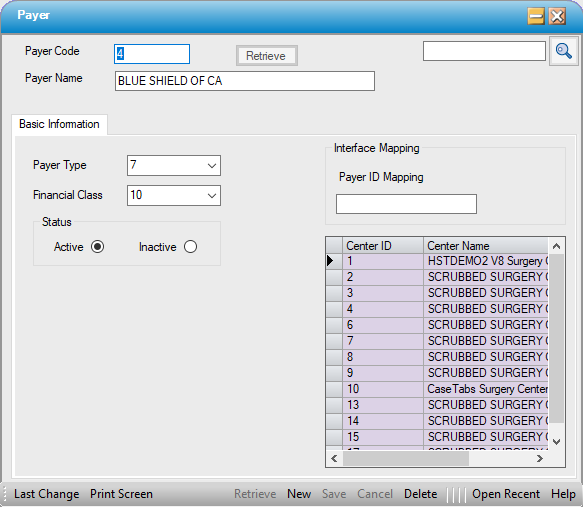 Payer
Payer Code 4 Retrieve
Payer Name BLUE SHIELD OF CA
Basic Information
Payer Type 7
Financial Class 10
Status
Active Inactive
Interface Mapping
Payer ID Mapping
Center ID Center Name
1 HSTDEMO2 V8 Surgery
2 SCRUBBED SURGERY
3 SCRUBBED SURGERY
4 SCRUBBED SURGERY
6 SCRUBBED SURGERY
7 SCRUBBED SURGERY
8 SCRUBBED SURGERY
9 SCRUBBED SURGERY
10 CaseTabs Surgery Center
13 SCRUBBED SURGERY
14 SCRUBBED SURGERY
15 SCRUBBED SURGERY
Last Change Print Screen Retrieve New Save Cancel Delete Open Recent Help